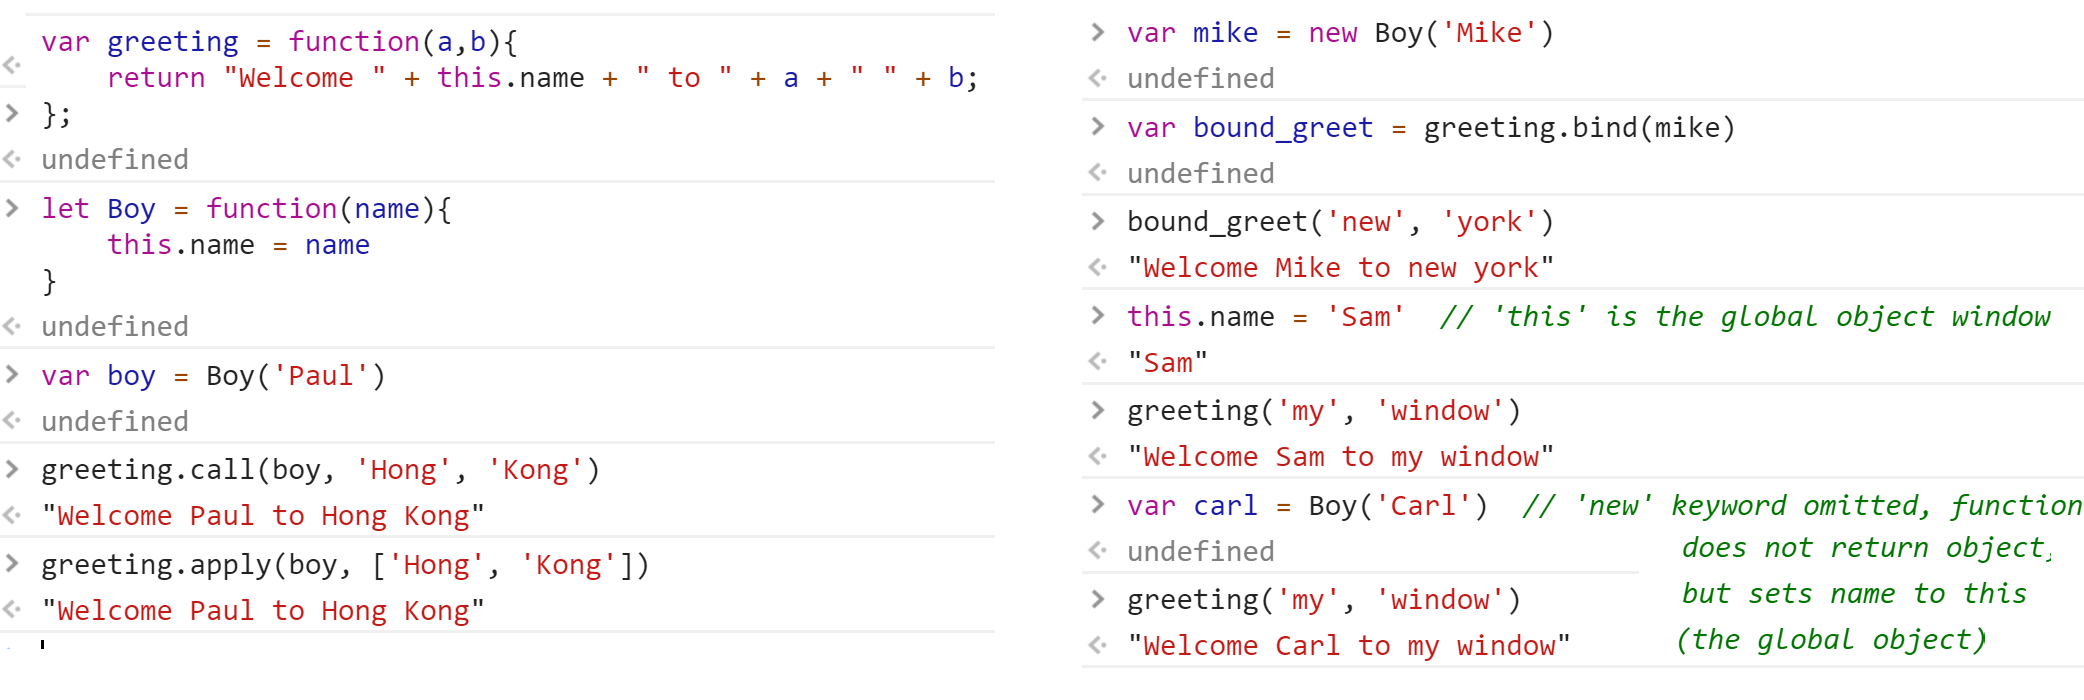 var greeting = function(a,b){
    return "Welcome " + this.name + " to " + a + " " + b;
};
undefined
let Boy = function(name){
    this.name = name
}
undefined
var boy = Boy('Paul')
undefined
greeting.call(boy, 'Hong', 'Kong')
"Welcome Paul to Hong Kong"
greeting.apply(boy, ['Hong', 'Kong'])
"Welcome Paul to Hong Kong"
var mike = new Boy('Mike')
undefined
var bound_greet = greeting.bind(mike)
undefined
bound_greet('new', 'york')
"Welcome Mike to new york"
this.name = 'Sam'  // 'this' is the global object window
"Sam"
greeting('my', 'window')
"Welcome Sam to my window"
var carl = Boy('Carl')  // 'new' keyword omitted, function
does not return object,
undefined
but sets name to this
greeting('my', 'window')
(the global object)
"Welcome Carl to my window"